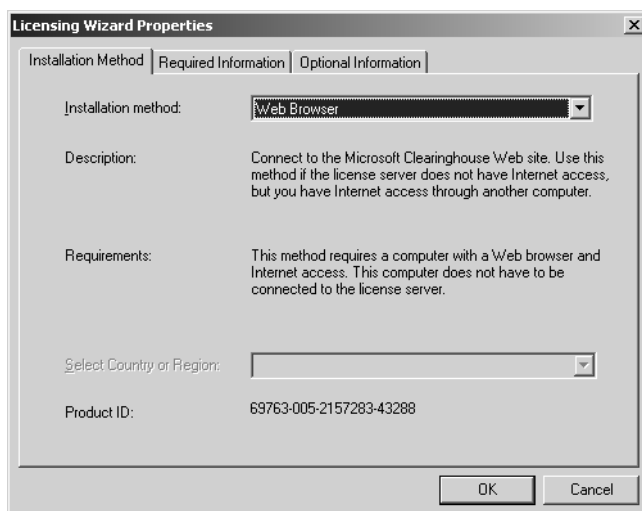 Licensing Wizard Properties
Installation Method
Required Information
Optional Information
Installation method:
Web Browser
Description:
Connect to the Microsoft Clearinghouse Web site. Use this
method if the license server does not have Internet access,
but you have Internet access through another computer.
Requirements:
This method requires a computer with a Web browser and
Internet access. This computer does not have to be
connected to the license server.
Select Country or Region:
Product ID:
69763-005-2157283-43288
OK
Cancel